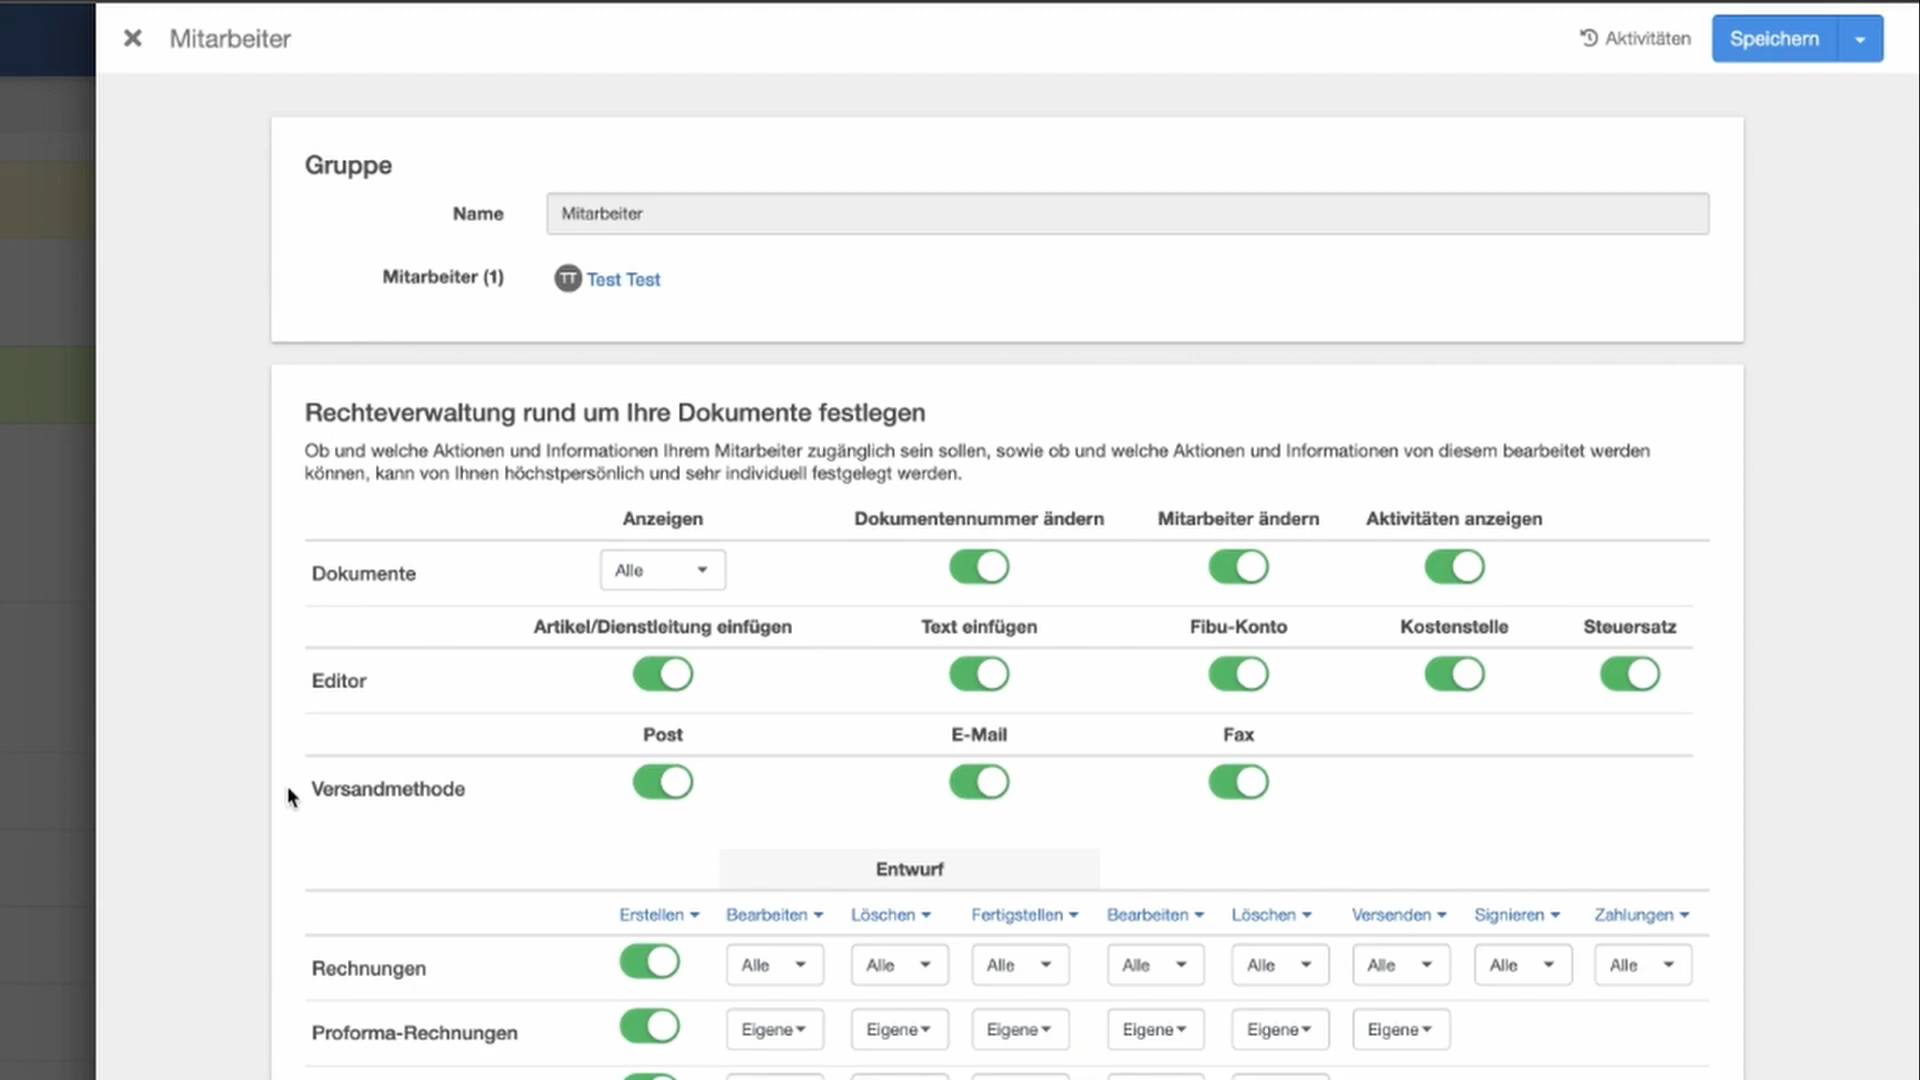 Mitarbeiter
Aktivitäten
Speichern
Gruppe
Name
Mitarbeiter
Mitarbeiter (1)
TT Test Test
Rechteverwaltung rund um Ihre Dokumente festlegen
Ob und welche Aktionen und Informationen Ihrem Mitarbeiter zugänglich sein sollen, sowie ob und welche Aktionen und Informationen von diesem bearbeitet werden
können, kann von Ihnen höchstpersönlich und sehr individuell festgelegt werden.
Anzeigen Dokumentennummer ändern Mitarbeiter ändern Aktivitäten anzeigen
Dokumente Alle
Artikel/Dienstleitung einfügen Text einfügen Fibu-Konto Kostenstelle Steuersatz
Editor
Post E-Mail Fax
Versandmethode
Entwurf
Erstellen Bearbeiten Löschen Fertigstellen Bearbeiten Löschen Versenden Signieren Zahlungen
Rechnungen Alle Alle Alle Alle Alle Alle Alle Alle
Proforma-Rechnungen Eigene Eigene Eigene Eigene Eigene Eigene